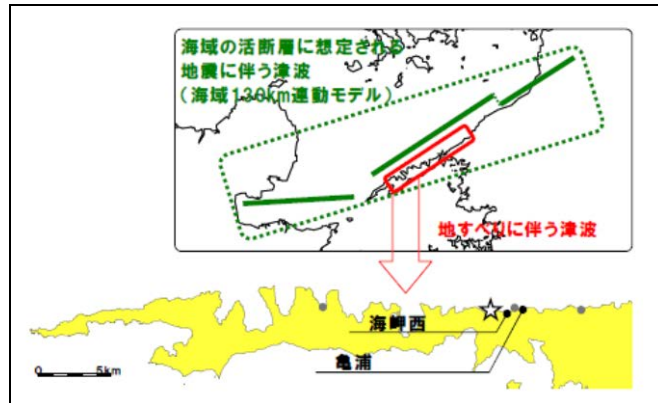 海域の活断層に想定される
地震に伴う津波
(海域130km連動モデル)
地すべりに伴う津波
海岬西
亀浦
0 5km